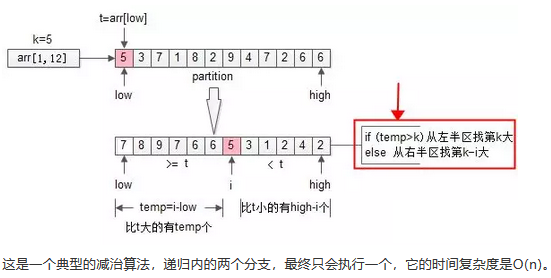 t=arr[low]
k=5
arr[1,12]
5 3 7 1 8 2 9 4 7 2 6 6
low
partition
high
if (temp>k)从左半区找第k大
else 从右半区找第k-i大
7 8 9 7 6 6 5 3 1 2 4 2
>= t
< t
low
i
high
temp=i-low
比t大的有temp个
比t小的有high-i个
这是一个典型的减治算法，递归内的两个分支，最终只会执行一个，它的时间复杂度是O(n)。